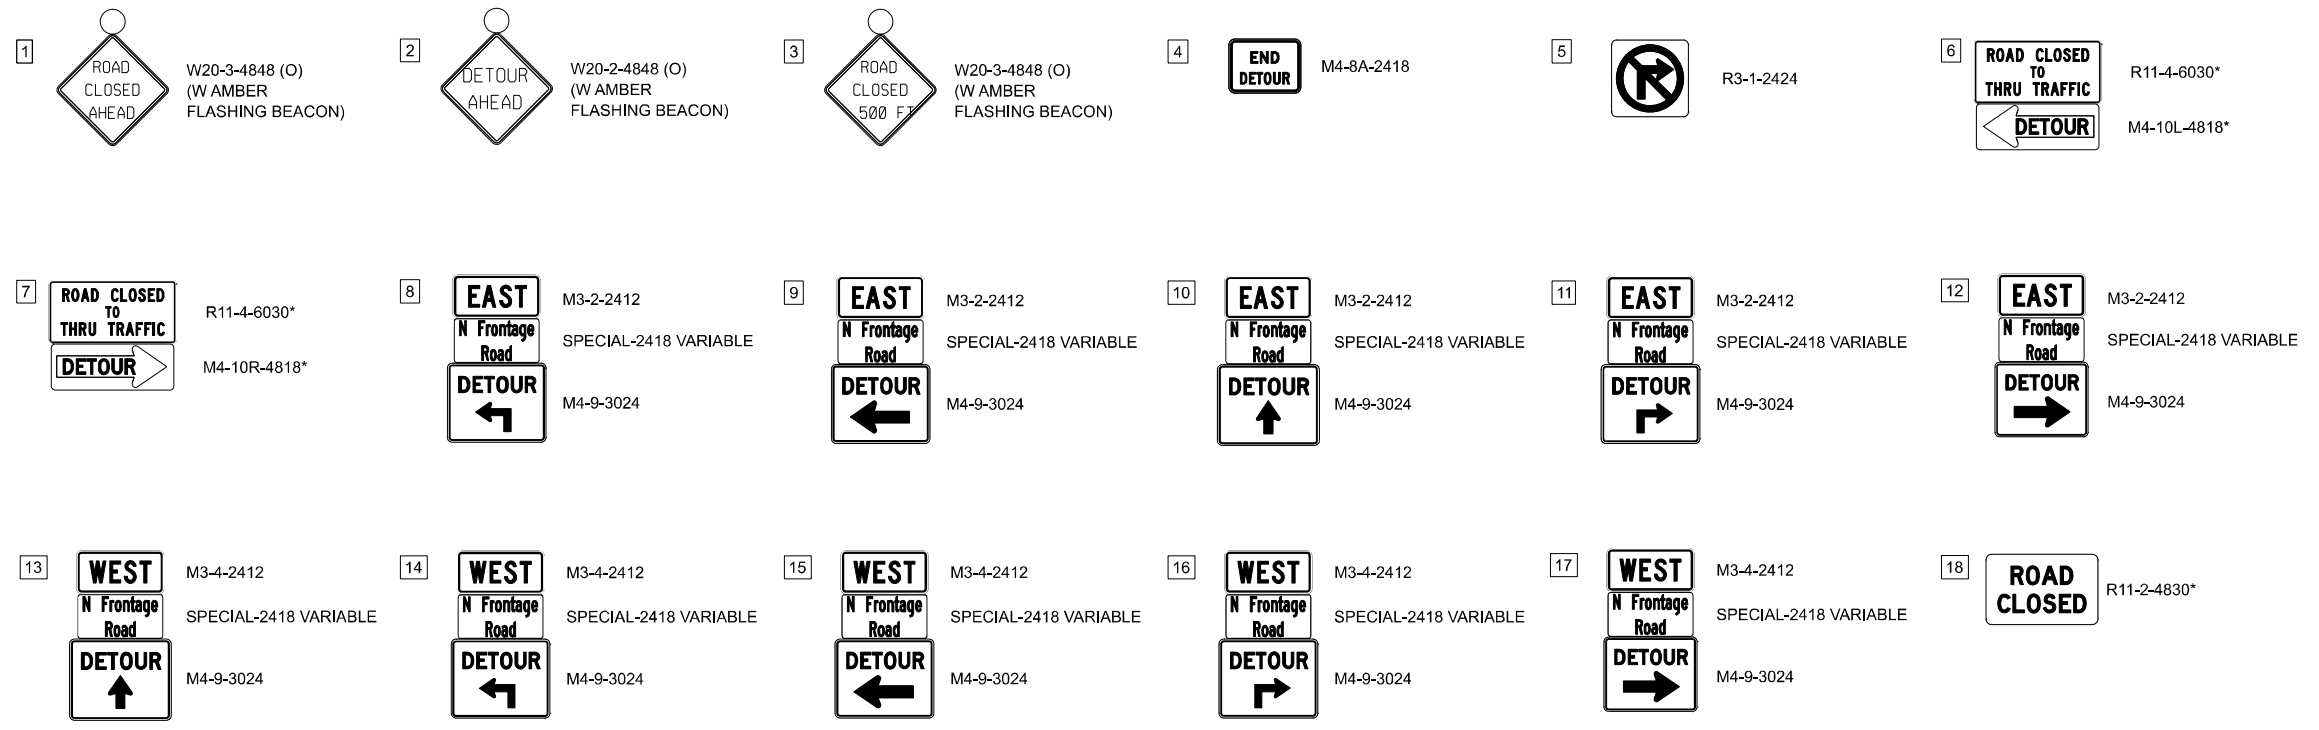 1
ROAD
CLOSED
AHEAD
W20-3-4848 (O)
(W AMBER
FLASHING BEACON)
2
DETOUR
AHEAD
W20-2-4848 (O)
(W AMBER
FLASHING BEACON)
3
ROAD
CLOSED
500 FT
W20-3-4848 (O)
(W AMBER
FLASHING BEACON)
4
END
DETOUR
M4-8A-2418
5
R3-1-2424
6
ROAD CLOSED
TO
THRU TRAFFIC
R11-4-6030*
DETOUR
M4-10L-4818*
7
ROAD CLOSED
TO
THRU TRAFFIC
R11-4-6030*
DETOUR
M4-10R-4818*
8
EAST
M3-2-2412
N Frontage
Road
SPECIAL-2418 VARIABLE
DETOUR
M4-9-3024
9
EAST
M3-2-2412
N Frontage
Road
SPECIAL-2418 VARIABLE
DETOUR
M4-9-3024
10
EAST
M3-2-2412
N Frontage
Road
SPECIAL-2418 VARIABLE
DETOUR
M4-9-3024
11
EAST
M3-2-2412
N Frontage
Road
SPECIAL-2418 VARIABLE
DETOUR
M4-9-3024
12
EAST
M3-2-2412
N Frontage
Road
SPECIAL-2418 VARIABLE
DETOUR
M4-9-3024
13
WEST
M3-4-2412
N Frontage
Road
SPECIAL-2418 VARIABLE
DETOUR
M4-9-3024
14
WEST
M3-4-2412
N Frontage
Road
SPECIAL-2418 VARIABLE
DETOUR
M4-9-3024
15
WEST
M3-4-2412
N Frontage
Road
SPECIAL-2418 VARIABLE
DETOUR
M4-9-3024
16
WEST
M3-4-2412
N Frontage
Road
SPECIAL-2418 VARIABLE
DETOUR
M4-9-3024
17
WEST
M3-4-2412
N Frontage
Road
SPECIAL-2418 VARIABLE
DETOUR
M4-9-3024
18
ROAD
CLOSED
R11-2-4830*